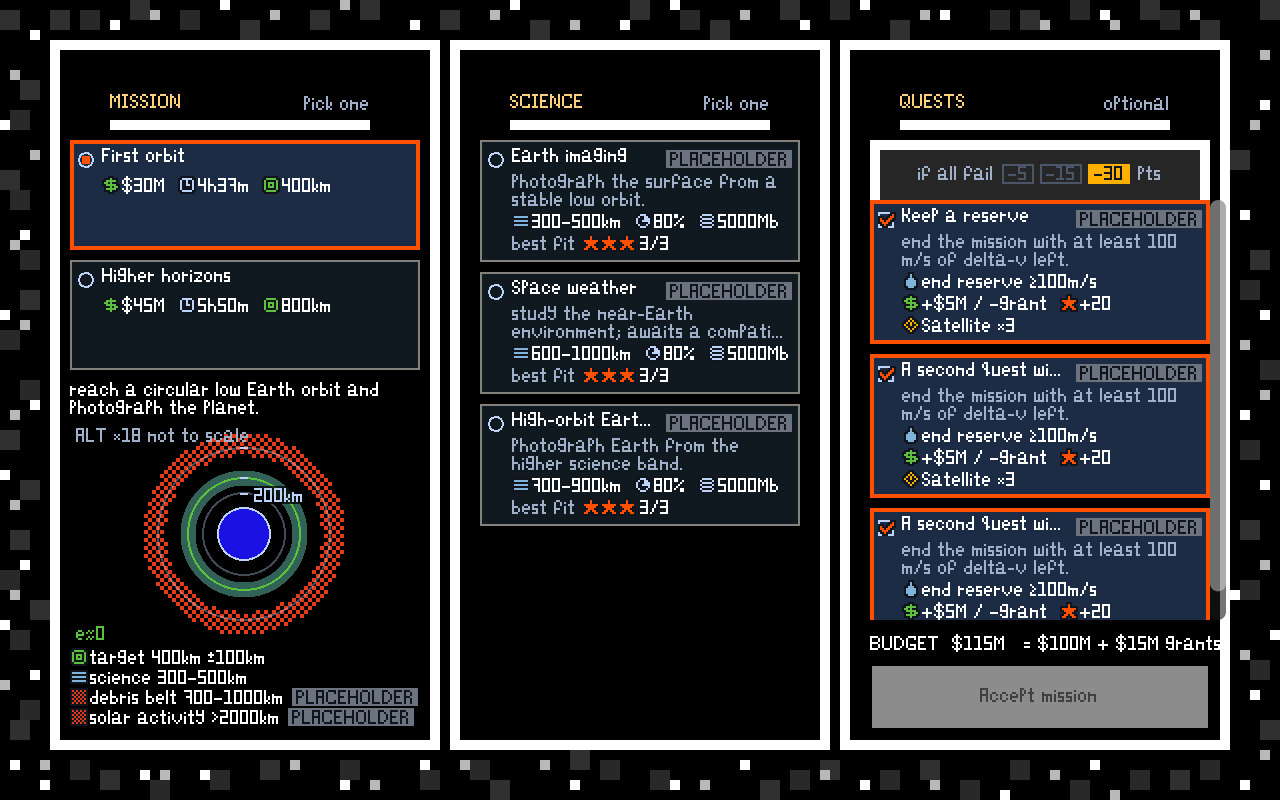 MISSION
Pick one
First orbit
$30M 4h37m 400km
Higher horizons
$45M 5h50m 800km
reach a circular low Earth orbit and
Photograph the Planet.
ALT ×18 not to scale
200km
e≈0
target 400km ±100km
science 300-500km
debris belt 700-1000km PLACEHOLDER
solar activity >2000km PLACEHOLDER
SCIENCE
Pick one
Earth imaging PLACEHOLDER
Photograph the surface from a
stable low orbit.
300-500km 80% 5000Mb
best fit ★★★ 3/3
Space weather PLACEHOLDER
study the near-Earth
environment; awaits a compati...
600-1000km 80% 5000Mb
best fit ★★★ 3/3
High-orbit Eart... PLACEHOLDER
Photograph Earth from the
higher science band.
700-900km 80% 5000Mb
best fit ★★★ 3/3
QUESTS
optional
if all fail -5 -15 -30 Pts
Keep a reserve PLACEHOLDER
end the mission with at least 100
m/s of delta-v left.
end reserve ≥100m/s
+$5M / -grant +20
Satellite ×3
A second quest wi... PLACEHOLDER
end the mission with at least 100
m/s of delta-v left.
end reserve ≥100m/s
+$5M / -grant +20
Satellite ×3
A second quest wi... PLACEHOLDER
end the mission with at least 100
m/s of delta-v left.
end reserve ≥100m/s
+$5M / -grant +20
BUDGET $115M = $100M + $15M grants
Accept mission